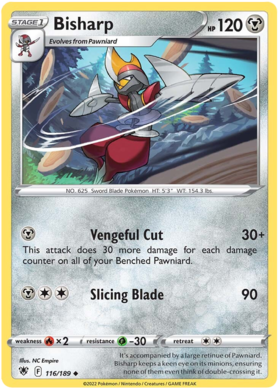 STAGE 1 Bisharp HP 120
Evolves from Pawniard
NO. 625 Sword Blade Pokémon HT: 5'3" WT: 154.3 lbs.
Vengeful Cut 30+
This attack does 30 more damage for each damage
counter on all of your Benched Pawniard.
Slicing Blade 90
weakness ×2 resistance -30 retreat
Illus. NC Empire
It's accompanied by a large retinue of Pawniard.
Bisharp keeps a keen eye on its minions, ensuring
none of them even think of double-crossing it.
F 116/189
©2022 Pokémon / Nintendo / Creatures / GAME FREAK